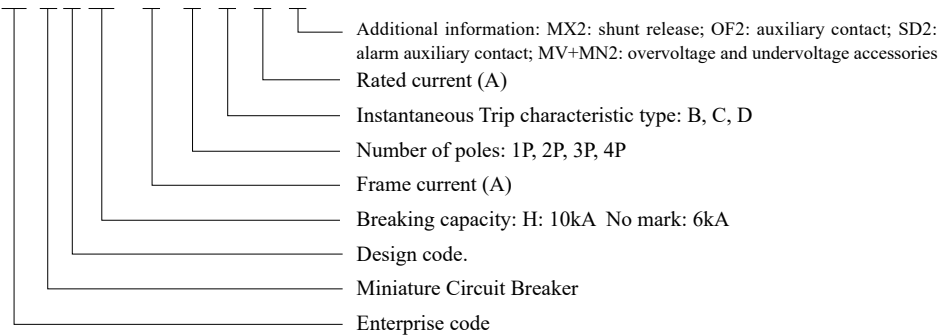 Additional information: MX2: shunt release; OF2: auxiliary contact; SD2:
alarm auxiliary contact; MV+MN2: overvoltage and undervoltage accessories
Rated current (A)
Instantaneous Trip characteristic type: B, C, D
Number of poles: 1P, 2P, 3P, 4P
Frame current (A)
Breaking capacity: H: 10kA No mark: 6kA
Design code.
Miniature Circuit Breaker
Enterprise code